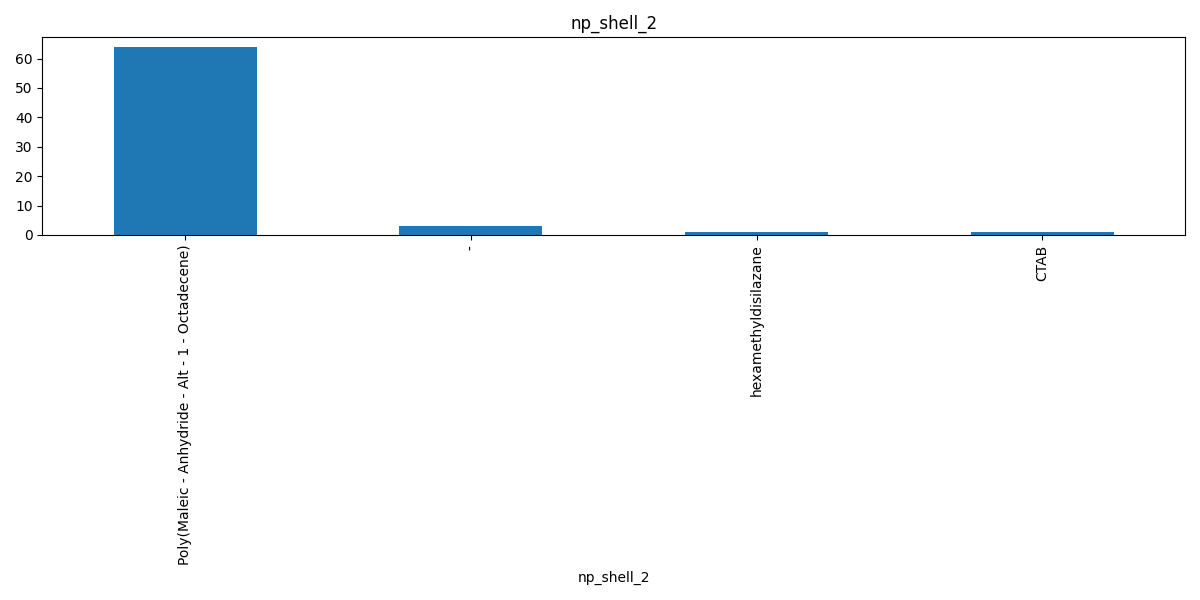 np_shell_2
60
50
40
30
20
10
0
Poly(Maleic - Anhydride - Alt - 1 - Octadecene)
-
hexamethyldisilazane
CTAB
np_shell_2